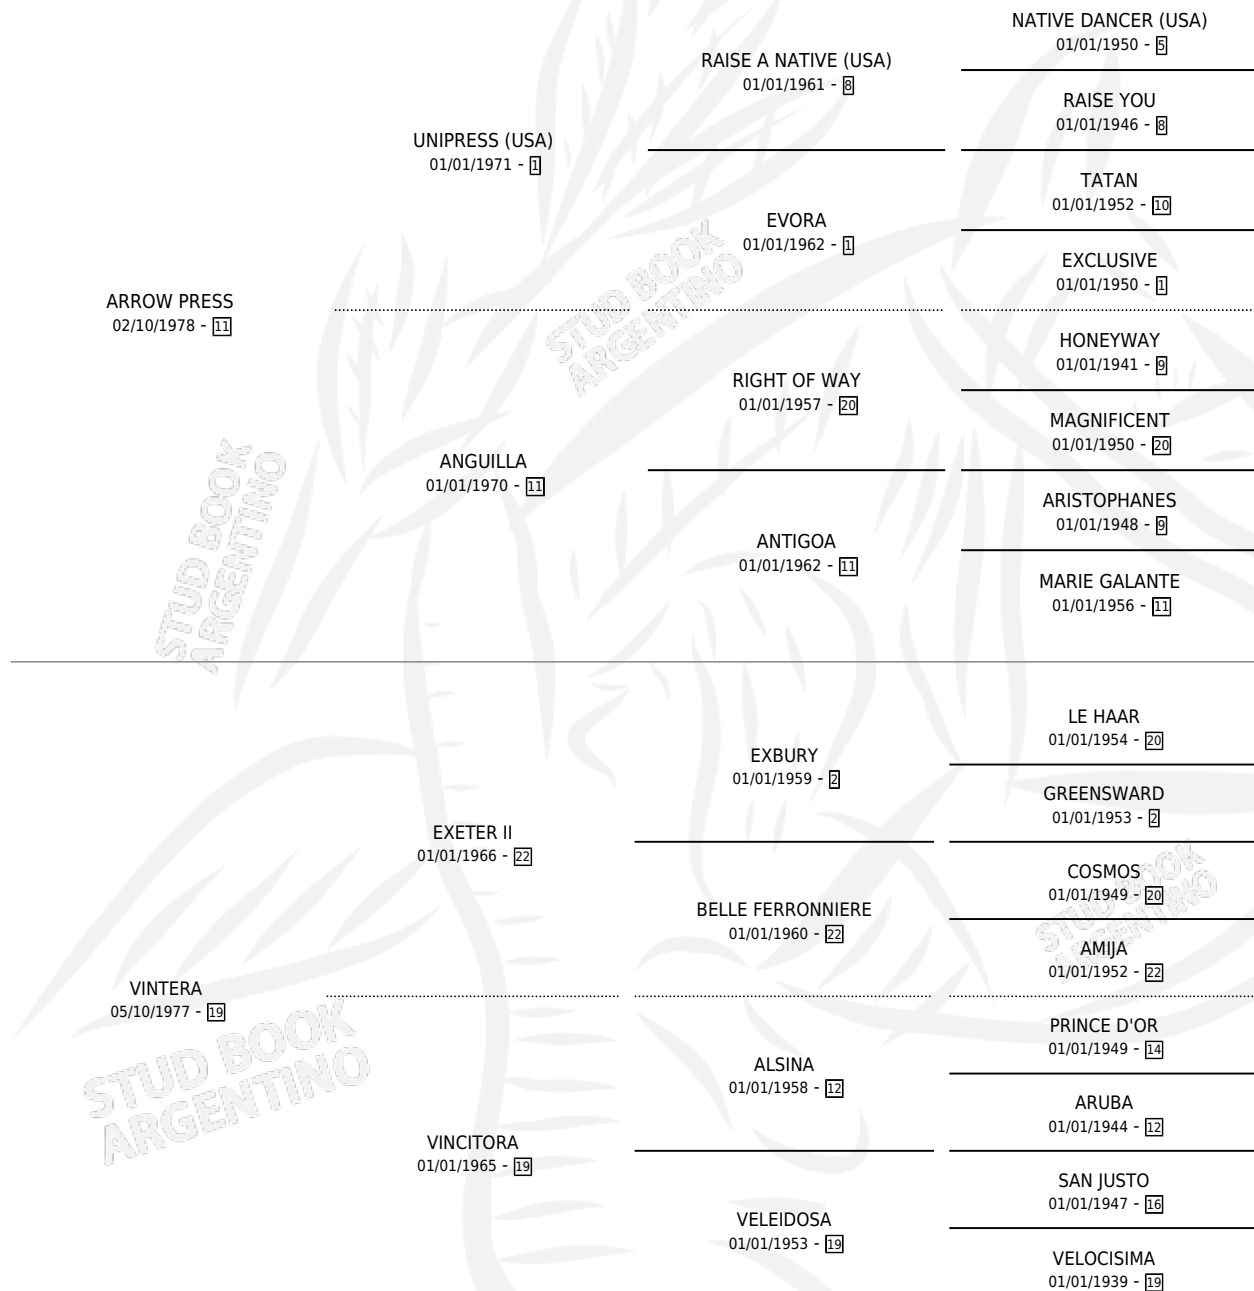 NATIVE DANCER (USA)
01/01/1950 - 5
RAISE A NATIVE (USA)
01/01/1961 - 8
RAISE YOU
01/01/1946 - 8
UNIPRESS (USA)
01/01/1971 - 1
TATAN
01/01/1952 - 10
EVORA
01/01/1962 - 1
EXCLUSIVE
01/01/1950 - 1
ARROW PRESS
02/10/1978 - 11
STUD BOOK
ARGENTINO
HONEYWAY
01/01/1941 - 9
RIGHT OF WAY
01/01/1957 - 20
MAGNIFICENT
01/01/1950 - 20
ANGUILLA
01/01/1970 - 11
ARISTOPHANES
01/01/1948 - 9
ANTIGOA
01/01/1962 - 11
MARIE GALANTE
01/01/1956 - 11
STUD BOOK
ARGENTINO
LE HAAR
01/01/1954 - 20
EXBURY
01/01/1959 - 2
GREENSWARD
01/01/1953 - 2
EXETER II
01/01/1966 - 22
COSMOS
01/01/1949 - 20
BELLE FERRONNIERE
01/01/1960 - 22
AMIJA
01/01/1952 - 22
STUD BOOK
ARGENTINO
VINTERA
05/10/1977 - 19
PRINCE D'OR
01/01/1949 - 14
ALSINA
01/01/1958 - 12
ARUBA
01/01/1944 - 12
STUD BOOK
ARGENTINO
VINCITORA
01/01/1965 - 19
SAN JUSTO
01/01/1947 - 16
VELEIDOSA
01/01/1953 - 19
VELOCISIMA
01/01/1939 - 19